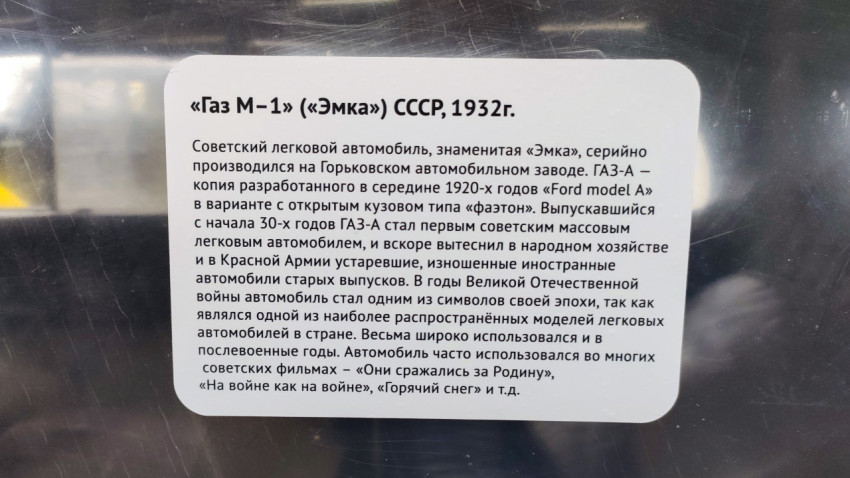 «Газ М–1» («Эмка») СССР, 1932г.
Советский легковой автомобиль, знаменитая «Эмка», серийно
производился на Горьковском автомобильном заводе. ГАЗ-А —
копия разработанного в середине 1920-х годов «Ford model A»
в варианте с открытым кузовом типа «фаэтон». Выпускавшийся
с начала 30-х годов ГАЗ-А стал первым советским массовым
легковым автомобилем, и вскоре вытеснил в народном хозяйстве
и в Красной Армии устаревшие, изношенные иностранные
автомобили старых выпусков. В годы Великой Отечественной
войны автомобиль стал одним из символов своей эпохи, так как
являлся одной из наиболее распространённых моделей легковых
автомобилей в стране. Весьма широко использовался и в
послевоенные годы. Автомобиль часто использовался во многих
советских фильмах – «Они сражались за Родину»,
«На войне как на войне», «Горячий снег» и т.д.